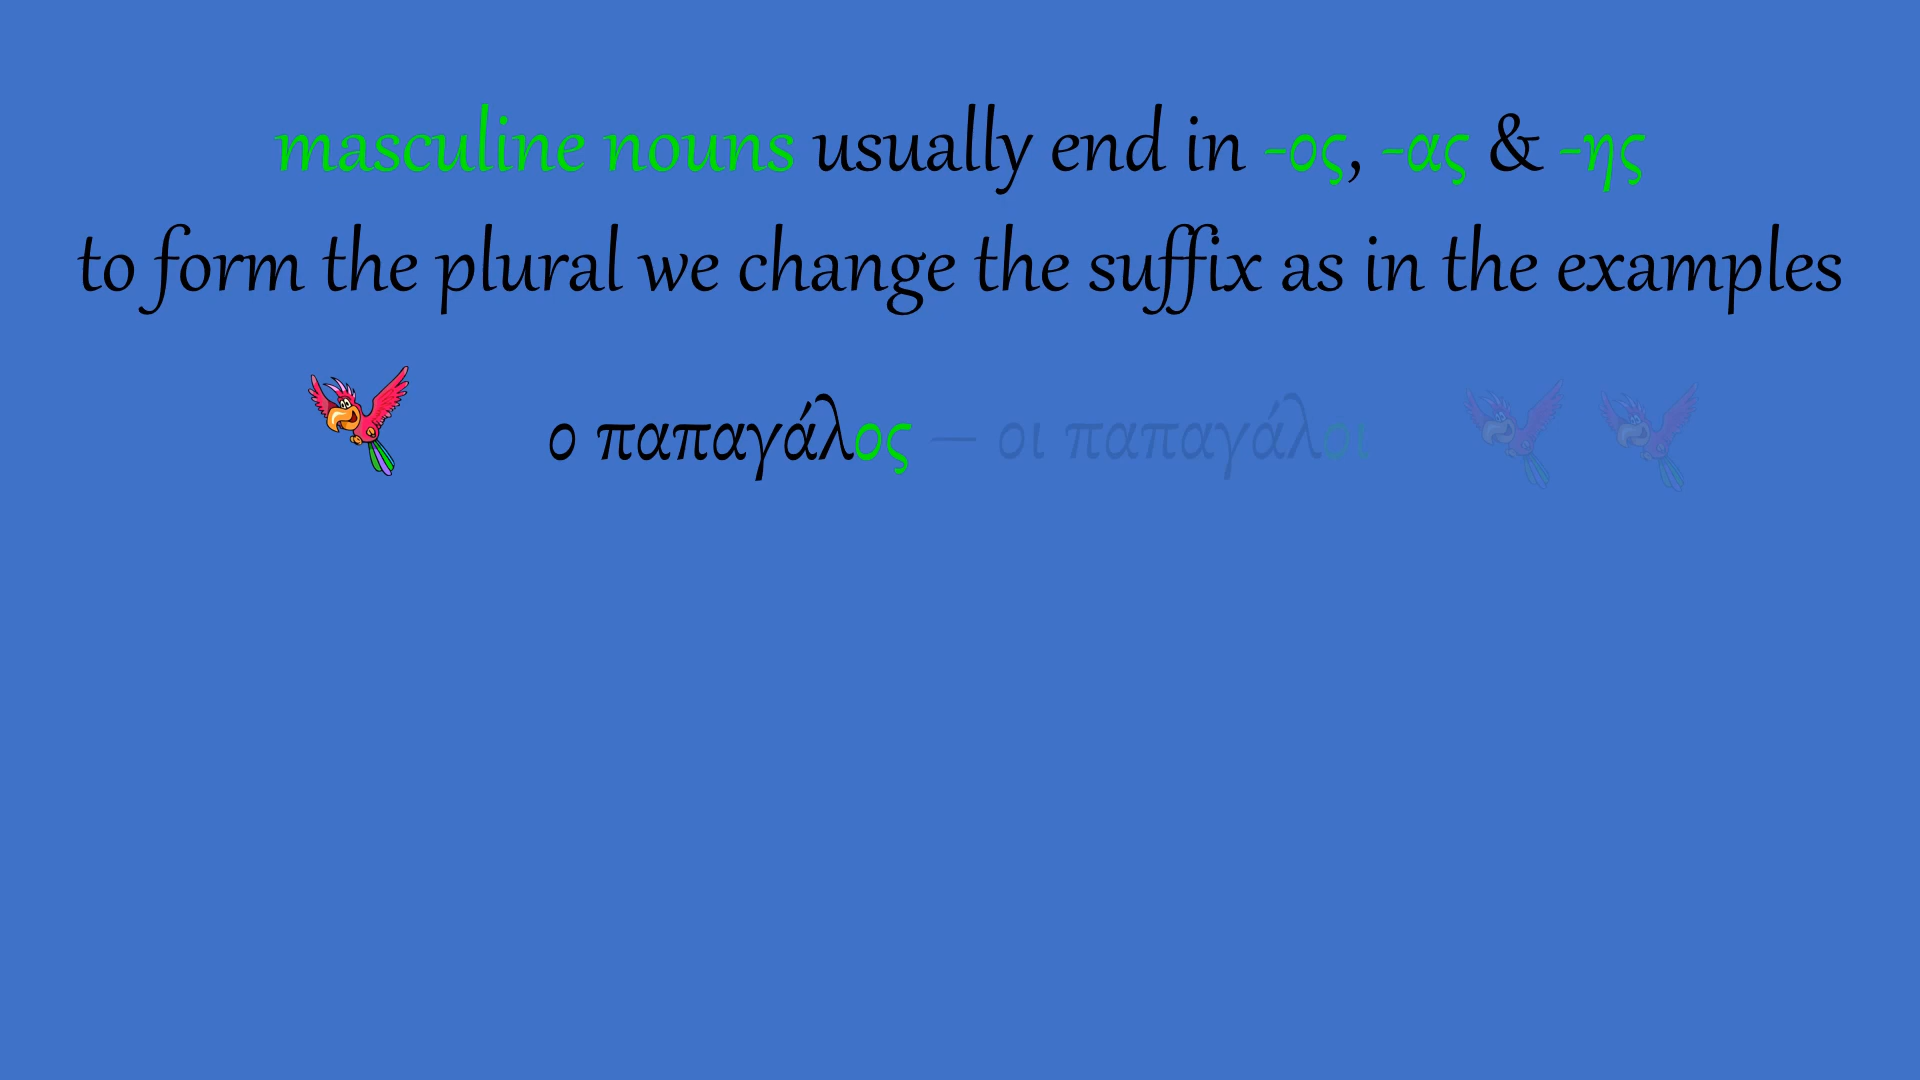 masculine nouns usually end in -ος, -ας & -ης
to form the plural we change the suffix as in the examples
ο παπαγάλος – οι παπαγάλοι